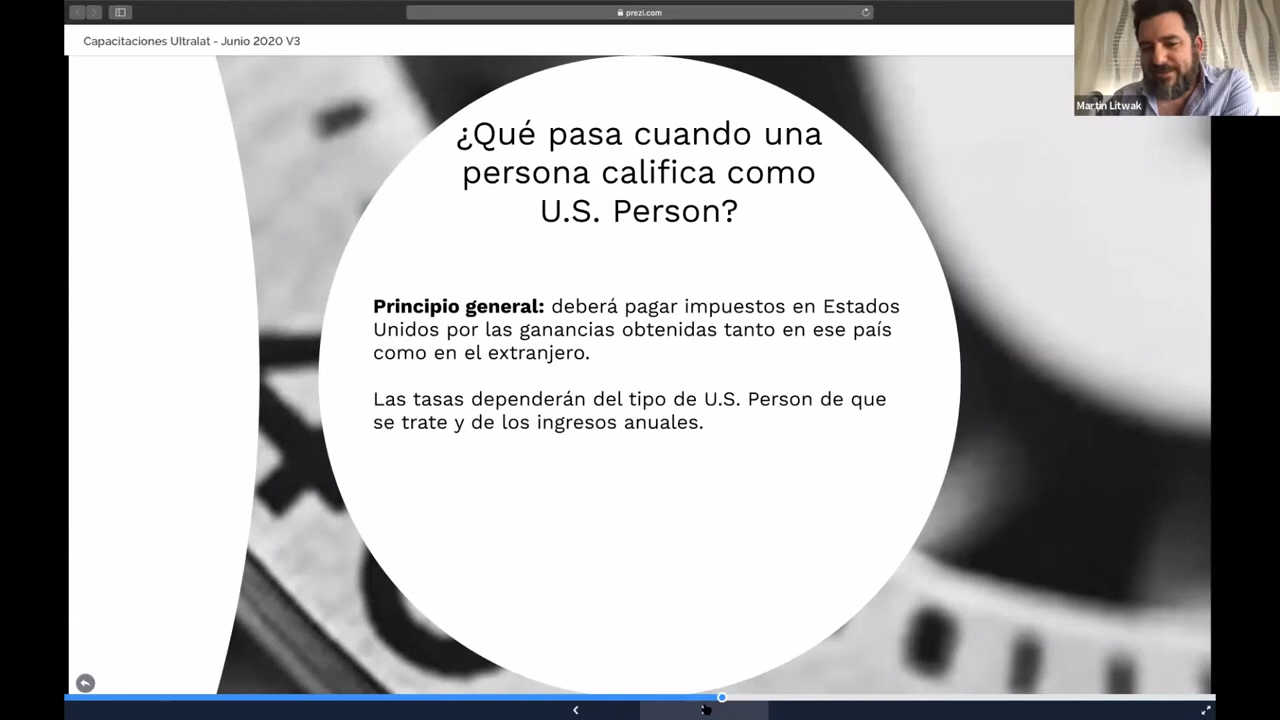 prezi.com
Capacitaciones Ultralat - Junio 2020 V3
Martin Litwak
¿Qué pasa cuando una
persona califica como
U.S. Person?
Principio general: deberá pagar impuestos en Estados
Unidos por las ganancias obtenidas tanto en ese país
como en el extranjero.
Las tasas dependerán del tipo de U.S. Person de que
se trate y de los ingresos anuales.